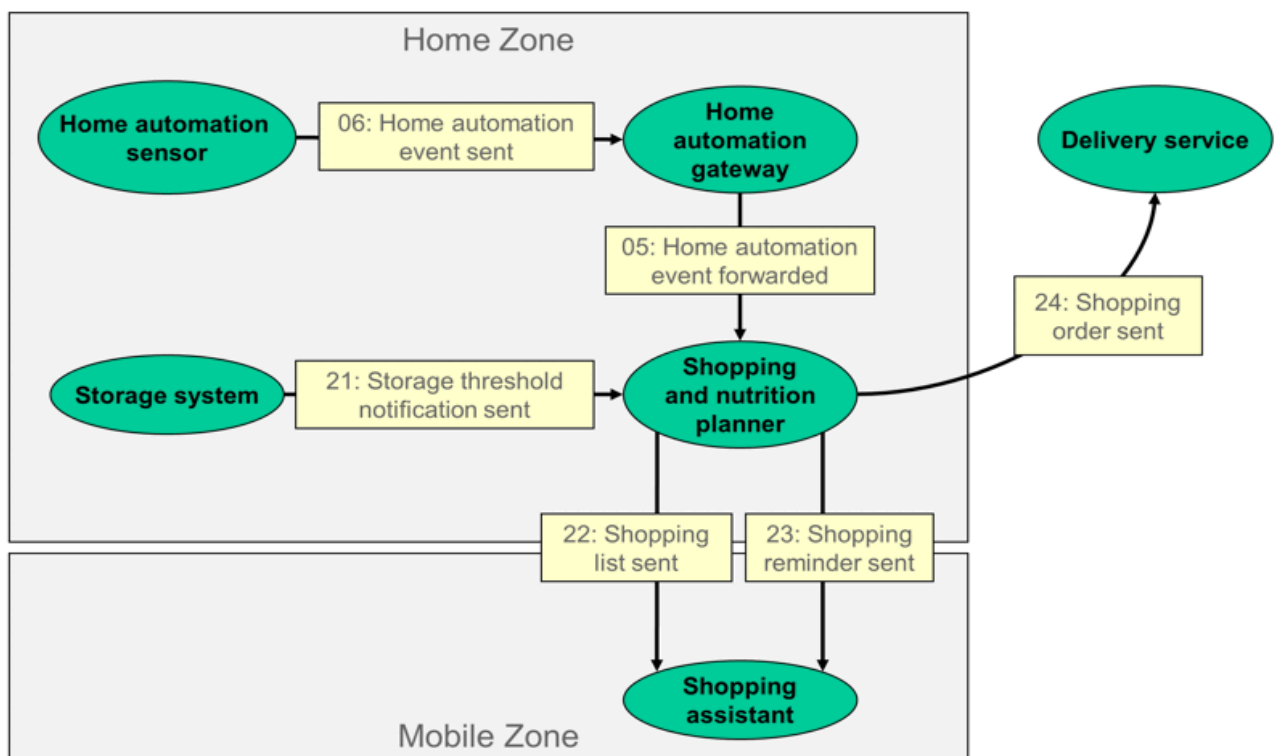 Home Zone
Home automation
sensor
06: Home automation
event sent
Home
automation
gateway
Delivery service
05: Home automation
event forwarded
24: Shopping
order sent
Storage system
21: Storage threshold
notification sent
Shopping
and nutrition
planner
22: Shopping
list sent
23: Shopping
reminder sent
Shopping
assistant
Mobile Zone